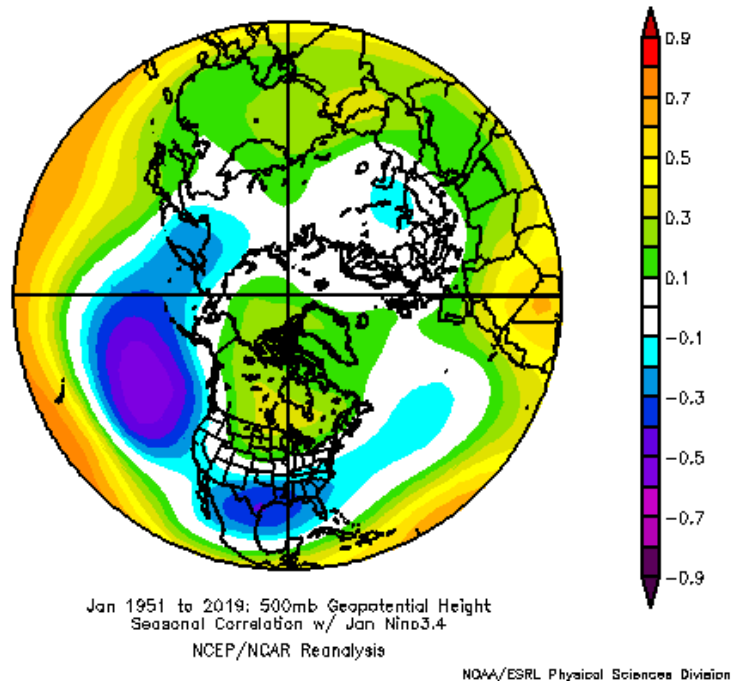 0.9
0.7
0.5
0.3
0.1
-0.1
-0.3
-0.5
-0.7
-0.9
Jan 1951 to 2019: 500mb Geopotential Height
Seasonal Correlation w/ Jan Nino3.4
NCEP/NCAR Reanalysis
NOAA/ESRL Physical Sciences Division